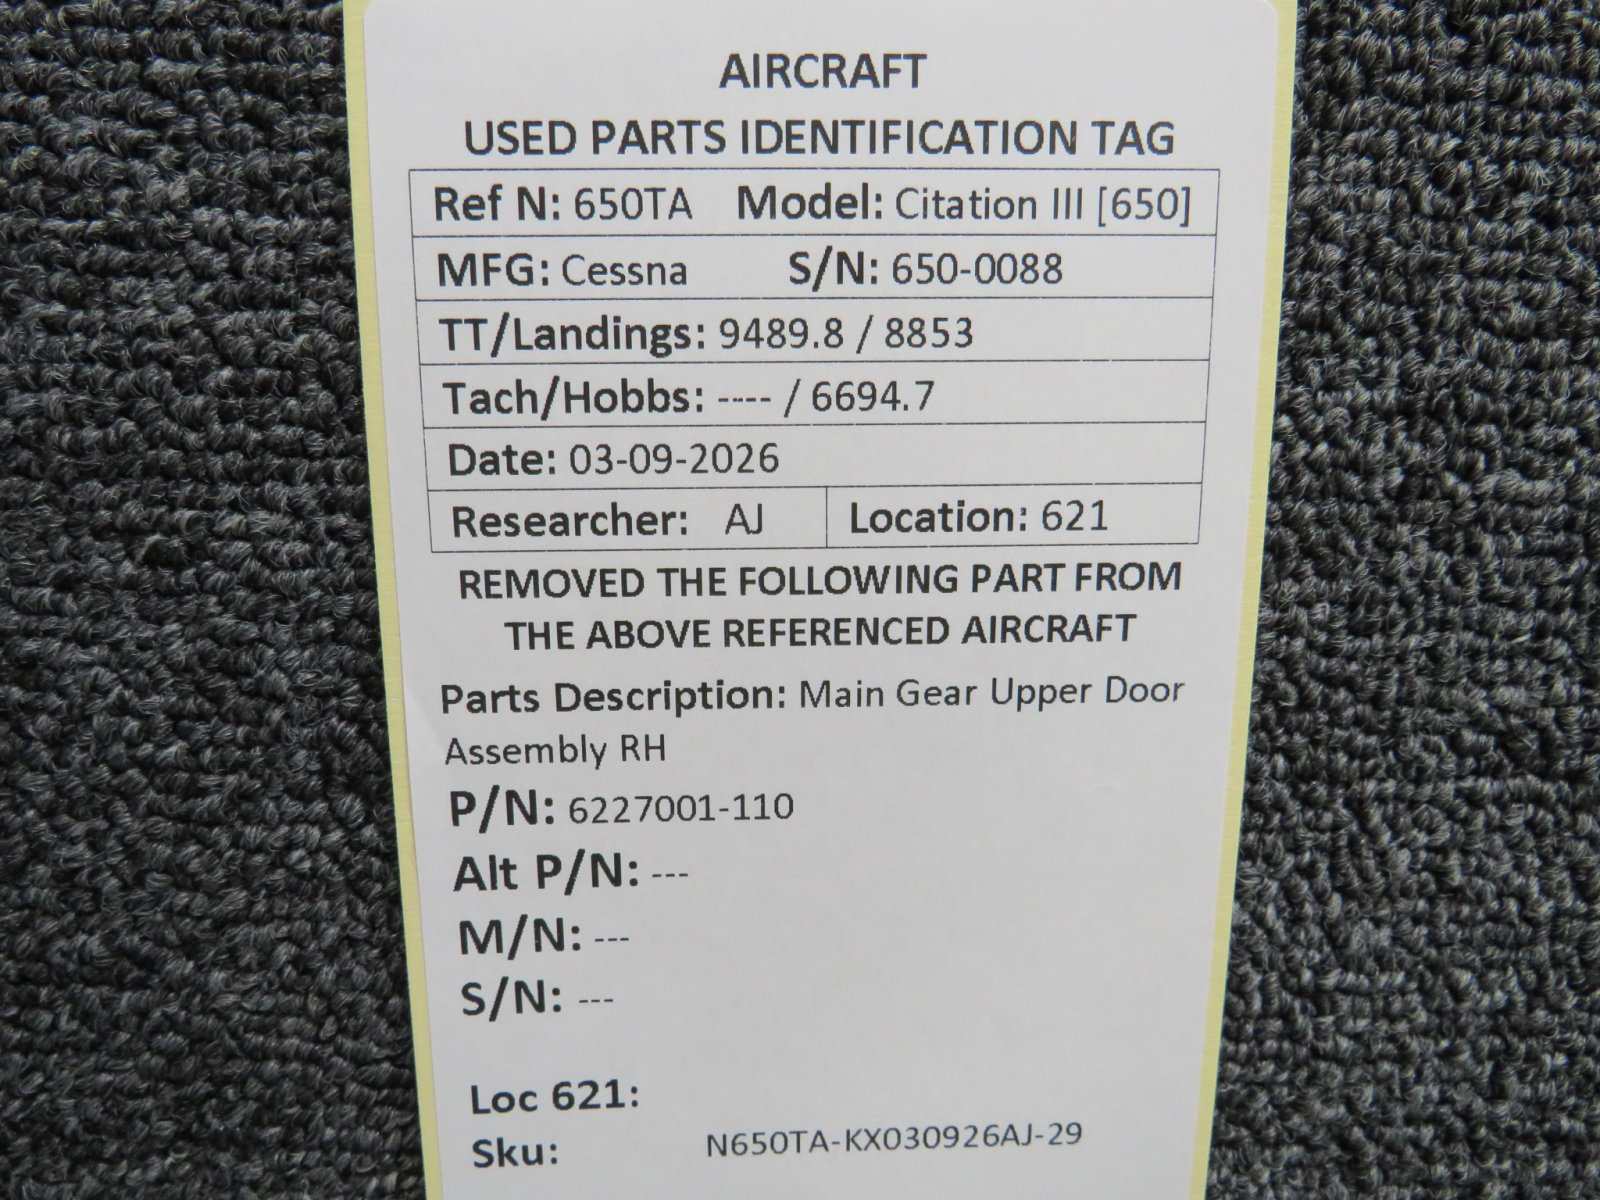 AIRCRAFT
USED PARTS IDENTIFICATION TAG
Ref N: 650TA Model: Citation III [650]
MFG: Cessna S/N: 650-0088
TT/Landings: 9489.8 / 8853
Tach/Hobbs: ---- / 6694.7
Date: 03-09-2026
Researcher: AJ Location: 621
REMOVED THE FOLLOWING PART FROM
THE ABOVE REFERENCED AIRCRAFT
Parts Description: Main Gear Upper Door
Assembly RH
P/N: 6227001-110
Alt P/N: ---
M/N: ---
S/N: ---
Loc 621:
Sku: N650TA-KX030926AJ-29